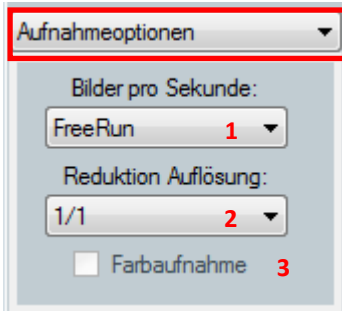 Aufnahmeoptionen
Bilder pro Sekunde:
FreeRun 1
Reduktion Auflösung:
1/1 2
Farbaufnahme 3